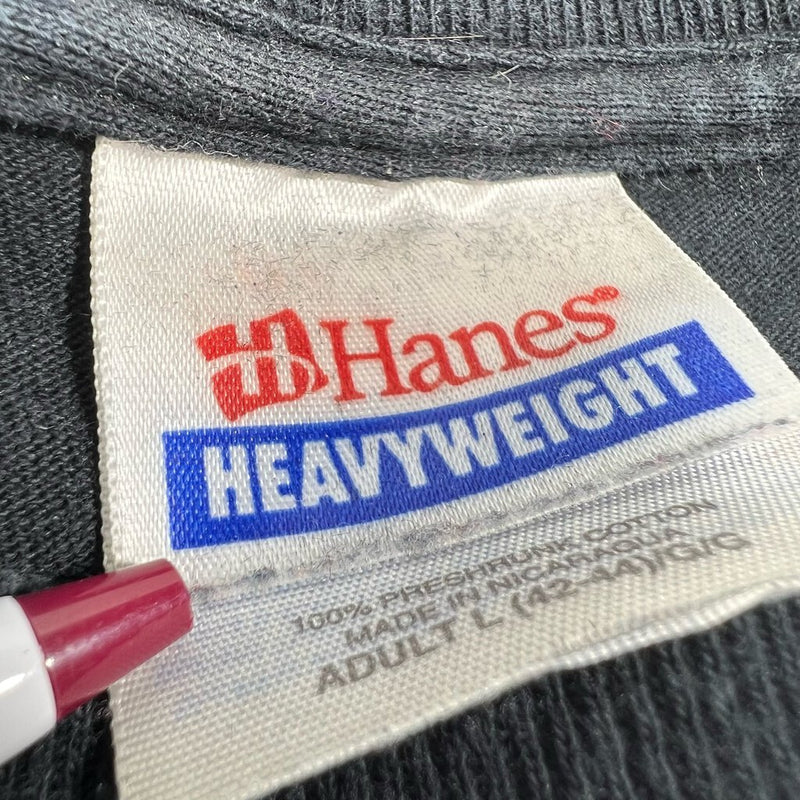 Hanes®
HEAVYWEIGHT
100% PRESHRUNK COTTON
MADE IN NICARAGUA
ADULT L (42-44)/G/G